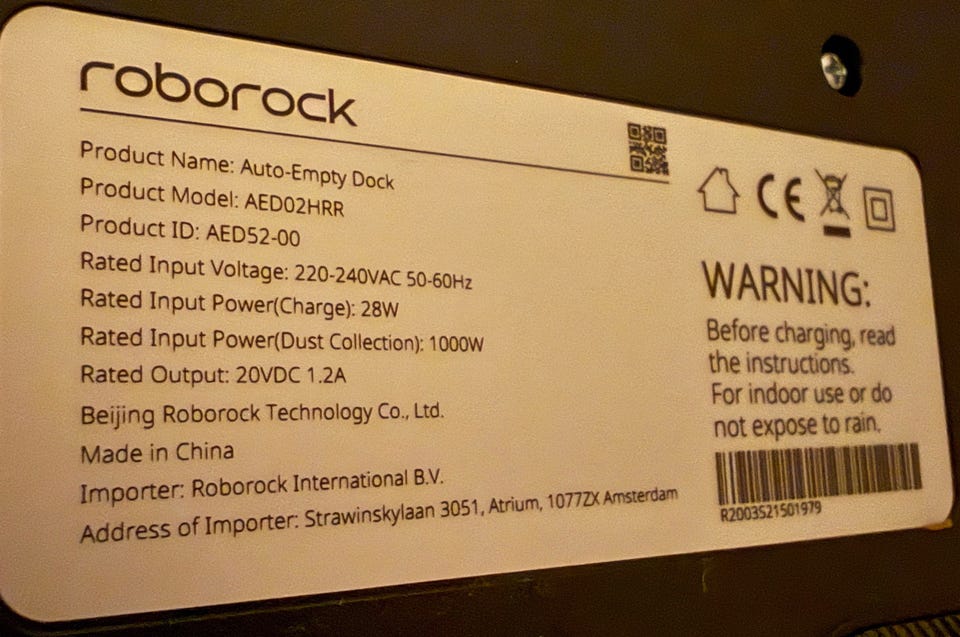 roborock
Product Name: Auto-Empty Dock
Product Model: AED02HRR
Product ID: AED52-00
Rated Input Voltage: 220-240VAC 50-60Hz
Rated Input Power(Charge): 28W
Rated Input Power(Dust Collection): 1000W
Rated Output: 20VDC 1.2A
Beijing Roborock Technology Co., Ltd.
Made in China
Importer: Roborock International B.V.
Address of Importer: Strawinskylaan 3051, Atrium, 1077ZX Amsterdam
CE
WARNING:
Before charging, read
the instructions.
For indoor use or do
not expose to rain.
R2003S21501979